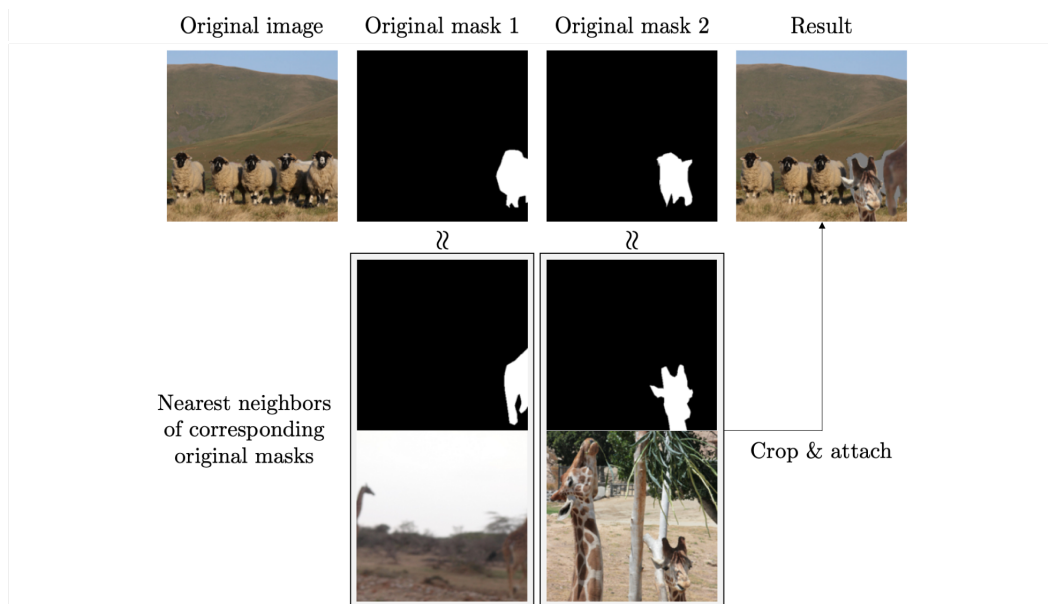 Original image
Original mask 1
Original mask 2
Result
≈
≈
Nearest neighbors
of corresponding
original masks
Crop & attach